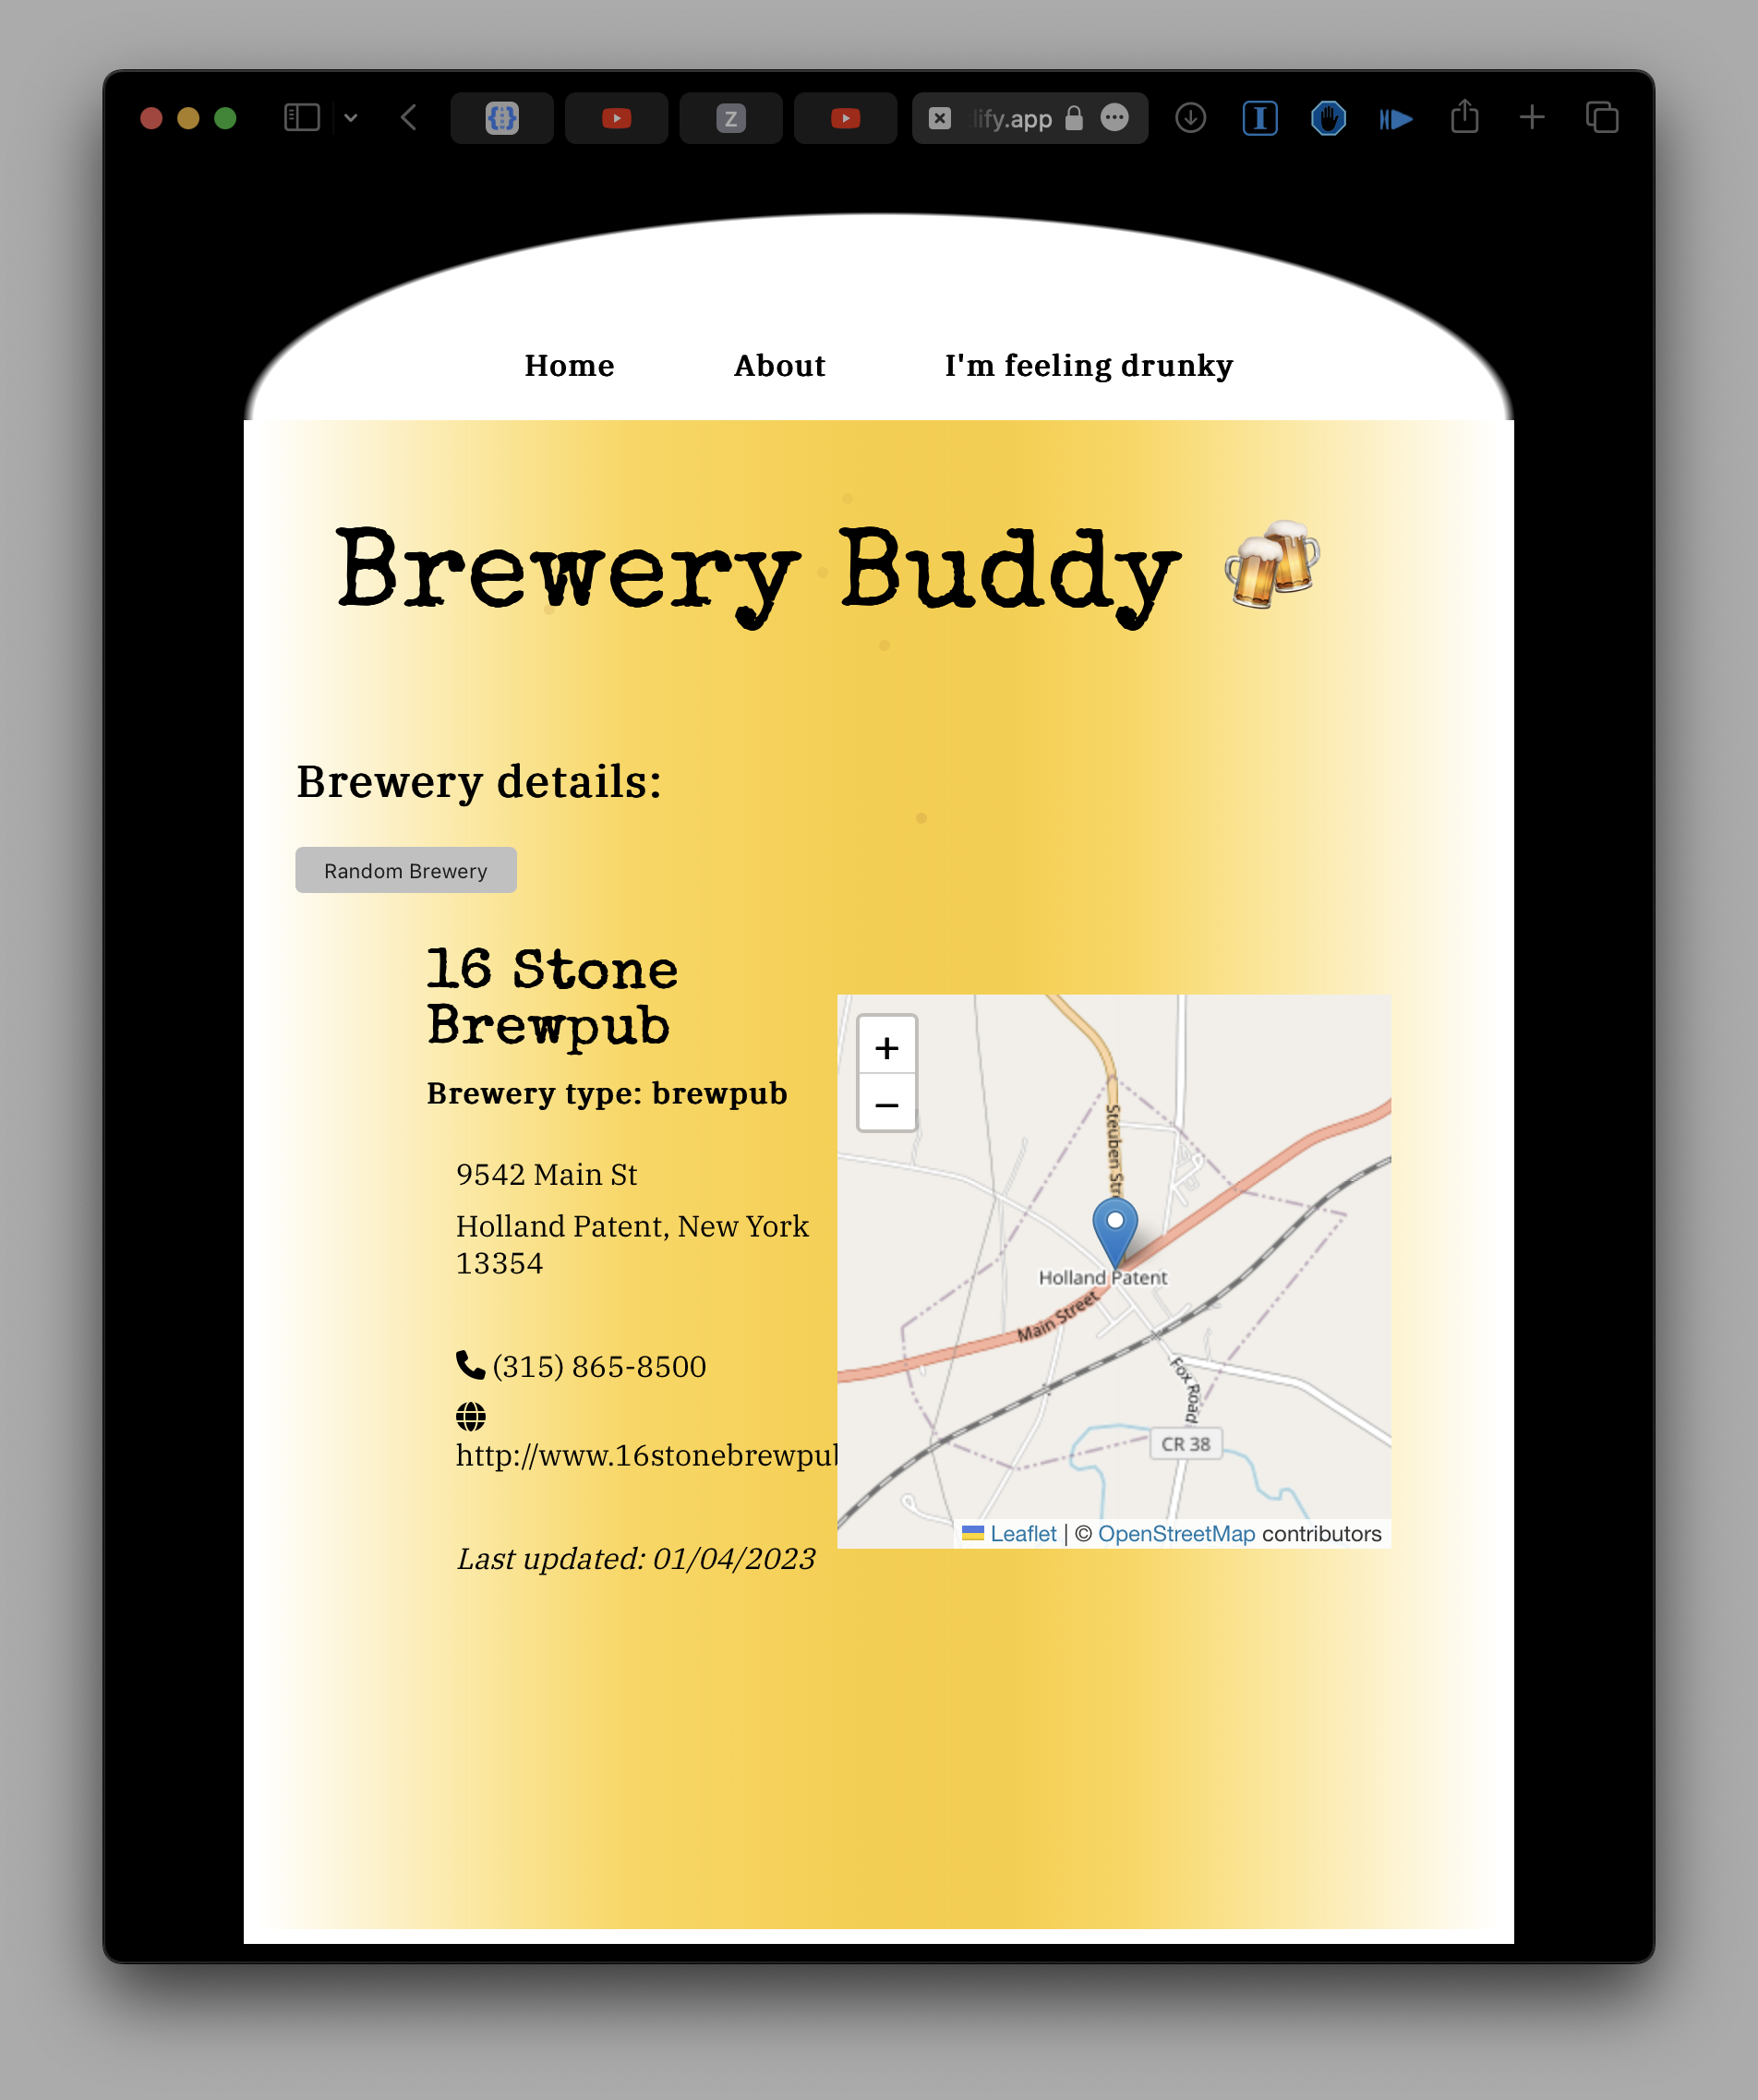 Z
lify.app
Home About I'm feeling drunky
Brewery Buddy
Brewery details:
Random Brewery
16 Stone
Brewpub
Brewery type: brewpub
9542 Main St
Holland Patent, New York
13354
(315) 865-8500
http://www.16stonebrewpub
Last updated: 01/04/2023
+
−
Steuben Str
Holland Patent
Main Street
Fox Road
CR 38
Leaflet | © OpenStreetMap contributors